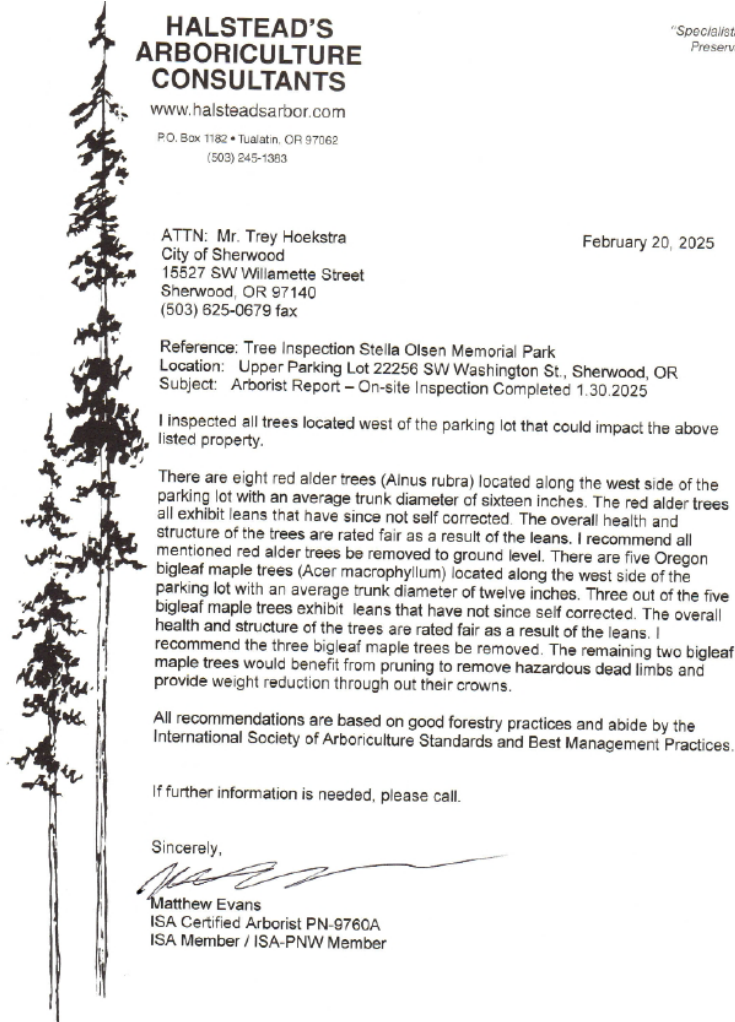 HALSTEAD'S
ARBORICULTURE
CONSULTANTS
www.halsteadsarbor.com
P.O. Box 1182 • Tualatin, OR 97062
(503) 245-1383
"Specialist
Preserv
ATTN: Mr. Trey Hoekstra
City of Sherwood
15527 SW Willamette Street
Sherwood, OR 97140
(503) 625-0679 fax
February 20, 2025
Reference: Tree Inspection Stella Olsen Memorial Park
Location: Upper Parking Lot 22256 SW Washington St., Sherwood, OR
Subject: Arborist Report – On-site Inspection Completed 1.30.2025
I inspected all trees located west of the parking lot that could impact the above
listed property.
There are eight red alder trees (Alnus rubra) located along the west side of the
parking lot with an average trunk diameter of sixteen inches. The red alder trees
all exhibit leans that have since not self corrected. The overall health and
structure of the trees are rated fair as a result of the leans. I recommend all
mentioned red alder trees be removed to ground level. There are five Oregon
bigleaf maple trees (Acer macrophyllum) located along the west side of the
parking lot with an average trunk diameter of twelve inches. Three out of the five
bigleaf maple trees exhibit leans that have not since self corrected. The overall
health and structure of the trees are rated fair as a result of the leans. I
recommend the three bigleaf maple trees be removed. The remaining two bigleaf
maple trees would benefit from pruning to remove hazardous dead limbs and
provide weight reduction through out their crowns.
All recommendations are based on good forestry practices and abide by the
International Society of Arboriculture Standards and Best Management Practices.
If further information is needed, please call.
Sincerely,
Matthew Evans
ISA Certified Arborist PN-9760A
ISA Member / ISA-PNW Member